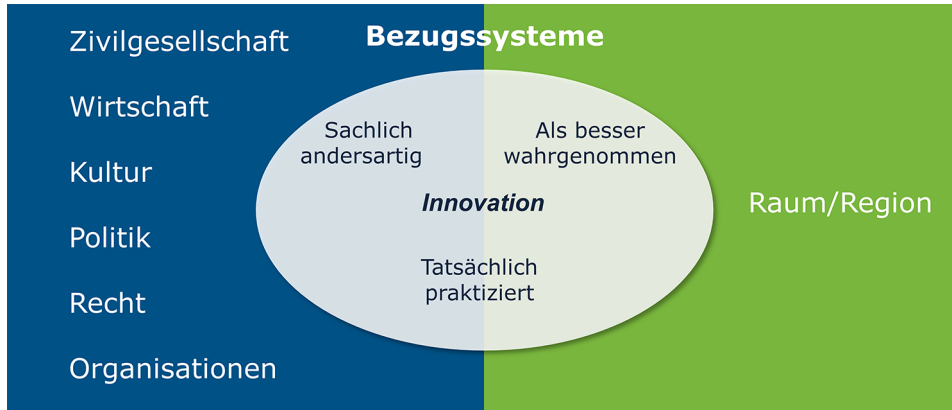 Bezugssysteme
Zivilgesellschaft
Wirtschaft
Kultur
Politik
Recht
Organisationen
Sachlich
andersartig
Als besser
wahrgenommen
Innovation
Tatsächlich
praktiziert
Raum/Region